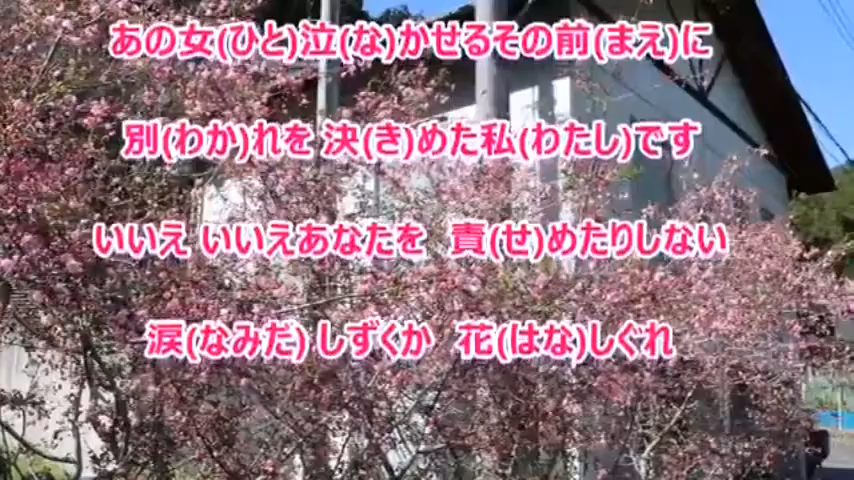 あの女(ひと)泣(な)かせるその前(まえ)に
別(わか)れを 決(き)めた私(わたし)です
いいえ いいえあなたを 責(せ)めたりしない
涙(なみだ) しずくか 花(はな)しぐれ